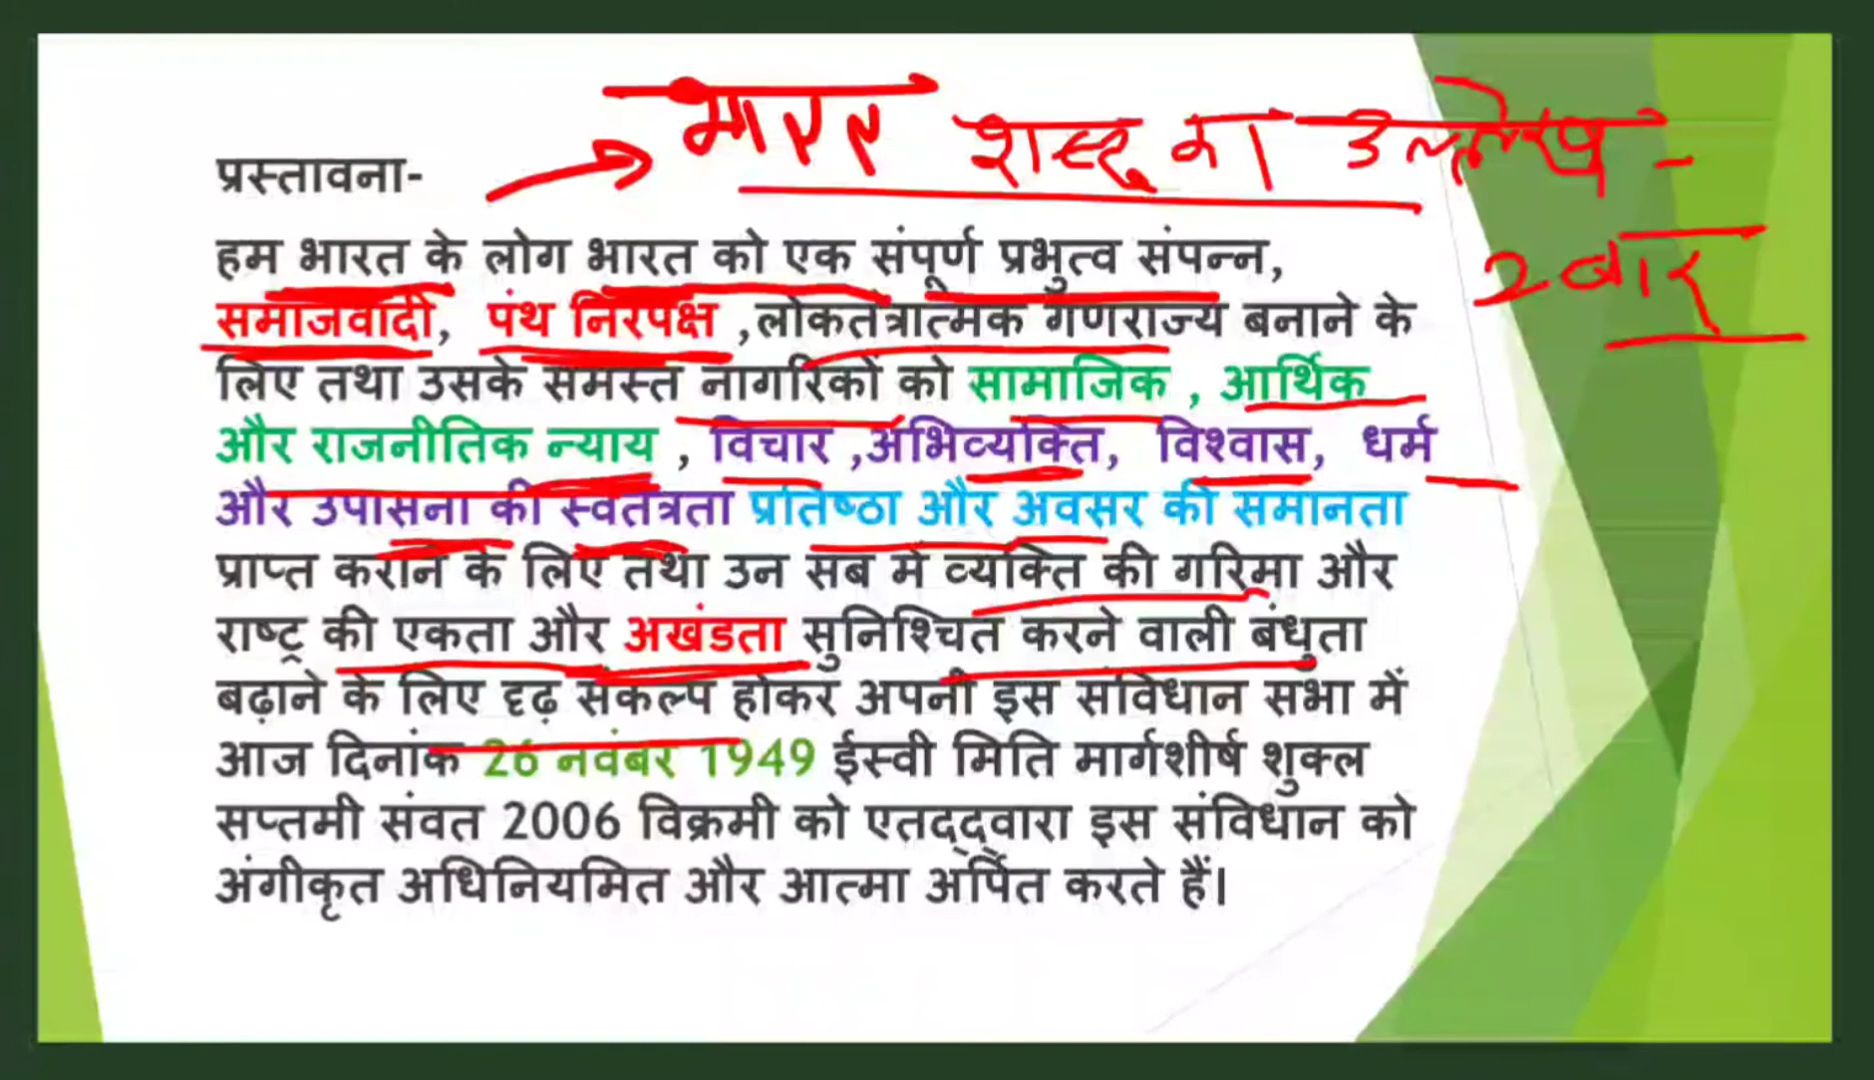 भारत शब्द का उल्लेख -
2 बार
प्रस्तावना-
हम भारत के लोग भारत को एक संपूर्ण प्रभुत्व संपन्न,
समाजवादी, पंथ निरपेक्ष ,लोकतंत्रात्मक गणराज्य बनाने के
लिए तथा उसके समस्त नागरिकों को सामाजिक , आर्थिक
और राजनीतिक न्याय , विचार ,अभिव्यक्ति, विश्वास, धर्म
और उपासना की स्वतंत्रता प्रतिष्ठा और अवसर की समानता
प्राप्त कराने के लिए तथा उन सब में व्यक्ति की गरिमा और
राष्ट्र की एकता और अखंडता सुनिश्चित करने वाली बंधुता
बढ़ाने के लिए दृढ़ संकल्प होकर अपनी इस संविधान सभा में
आज दिनांक 26 नवंबर 1949 ईस्वी मिति मार्गशीर्ष शुक्ल
सप्तमी संवत 2006 विक्रमी को एतद्द्वारा इस संविधान को
अंगीकृत अधिनियमित और आत्मा अर्पित करते हैं।